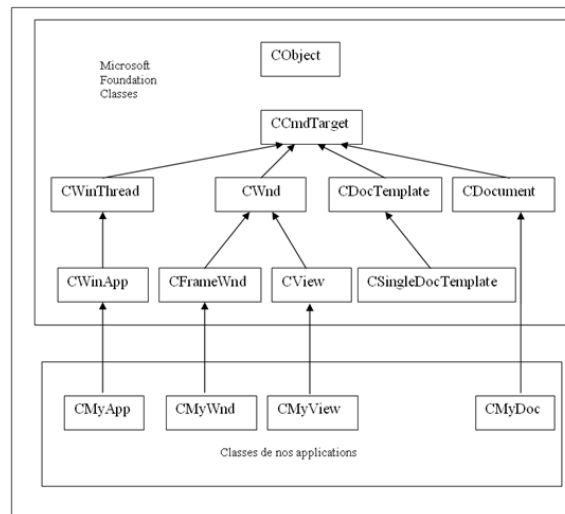 CObject
Microsoft
Foundation
Classes
CCmdTarget
CWinThread
CWnd
CDocTemplate
CDocument
CWinApp
CFrameWnd
CView
CSingleDocTemplate
CMyApp
CMyWnd
CMyView
CMyDoc
Classes de nos applications